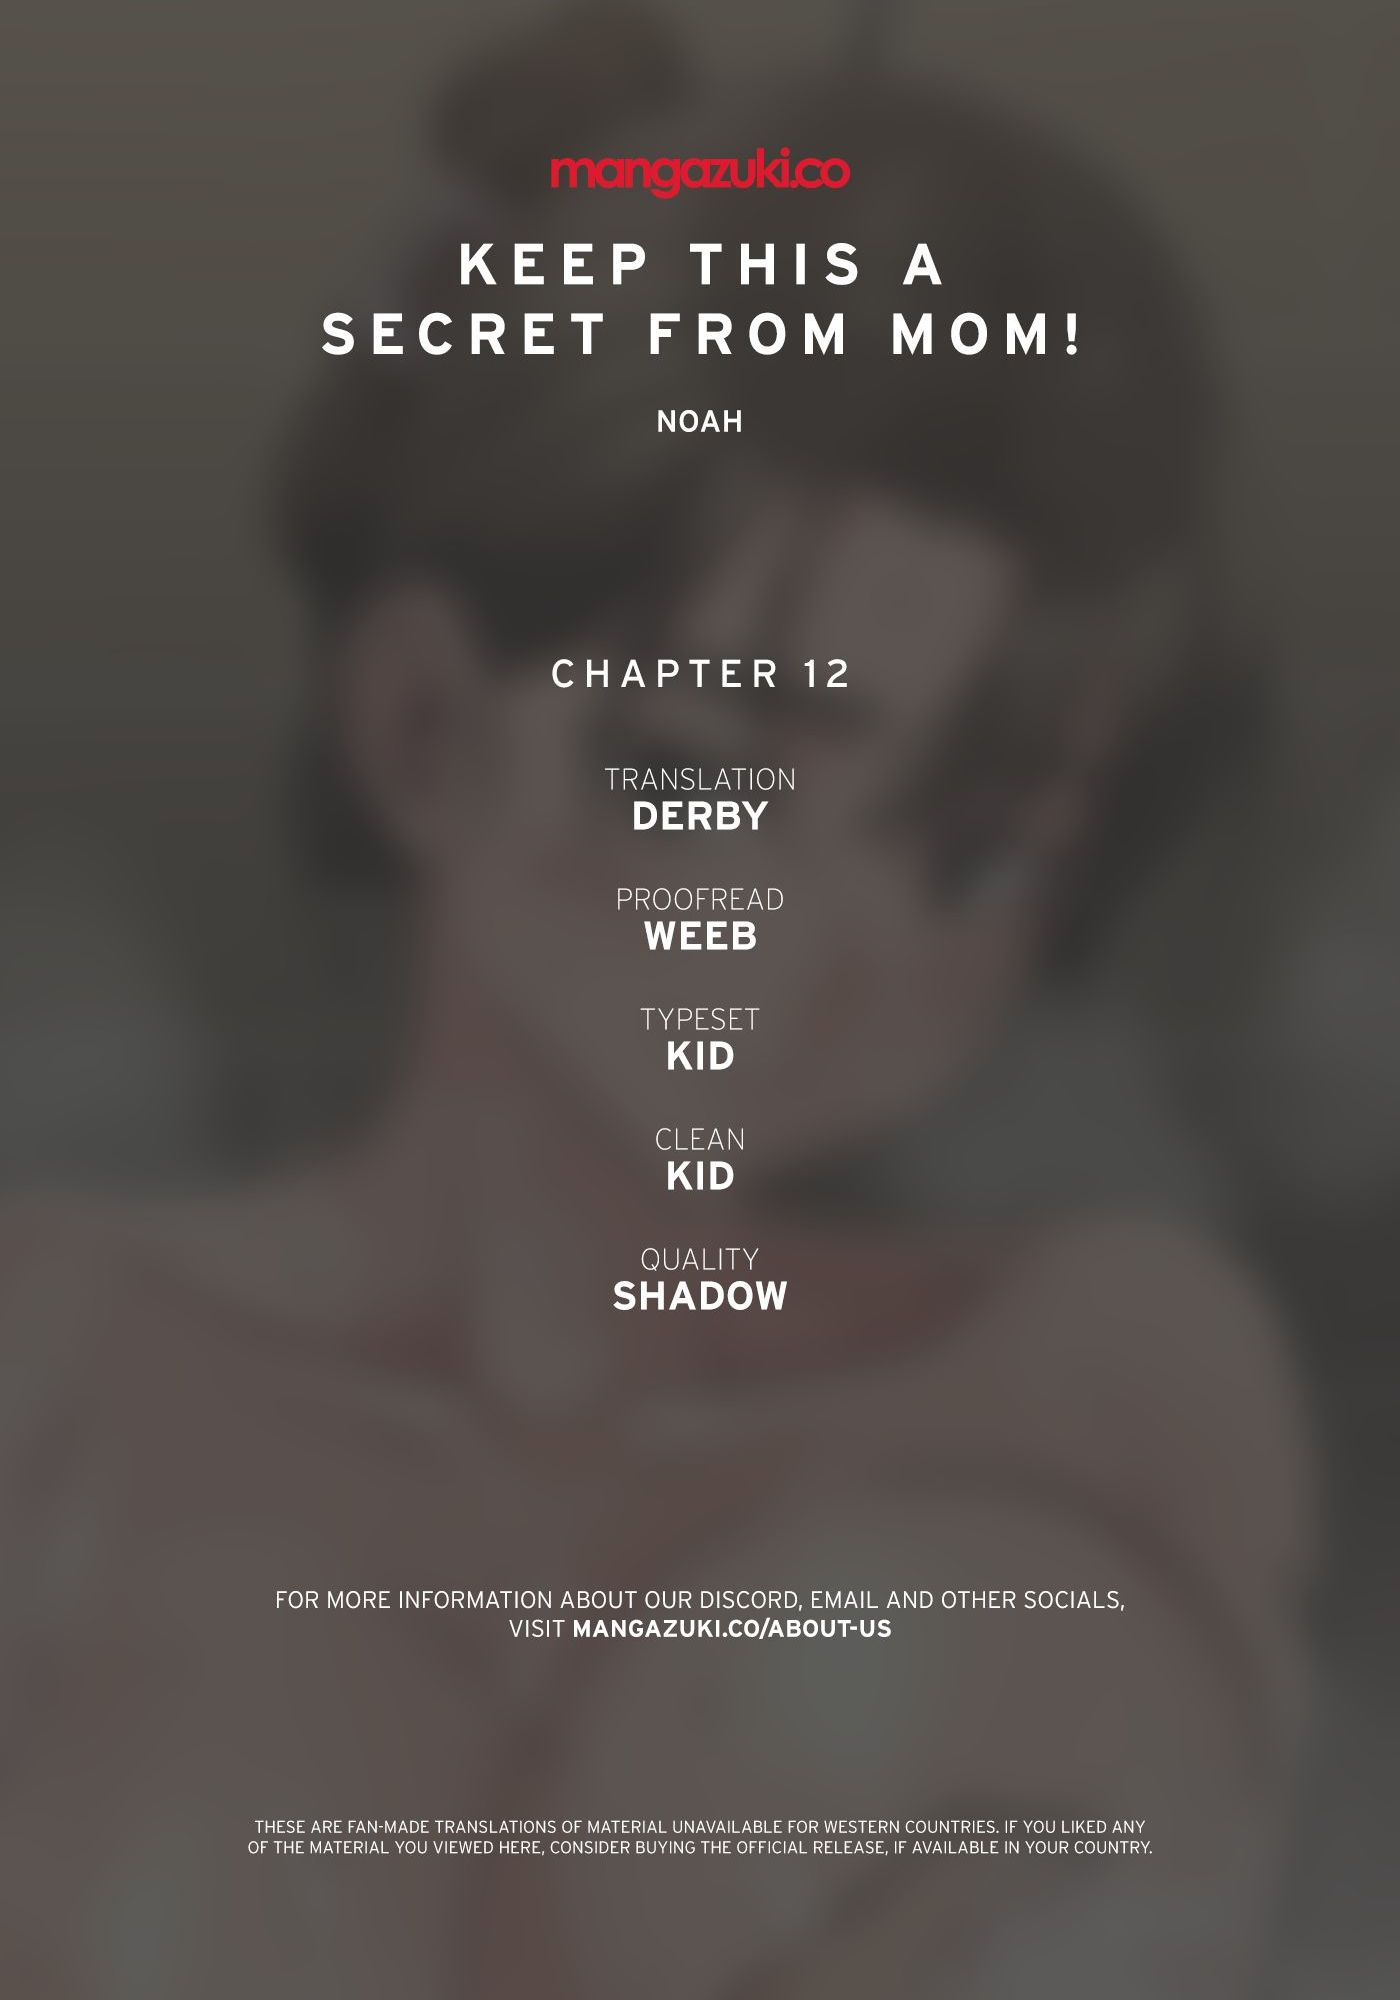 mangazuki.co
KEEP THIS A
SECRET FROM MOM!
NOAH
CHAPTER 12
TRANSLATION
DERBY
PROOFREAD
WEEB
TYPESET
KID
CLEAN
KID
QUALITY
SHADOW
FOR MORE INFORMATION ABOUT OUR DISCORD, EMAIL AND OTHER SOCIALS,
VISIT MANGAZUKI.CO/ABOUT-US
THESE ARE FAN-MADE TRANSLATIONS OF MATERIAL UNAVAILABLE FOR WESTERN COUNTRIES. IF YOU LIKED ANY
OF THE MATERIAL YOU VIEWED HERE, CONSIDER BUYING THE OFFICIAL RELEASE, IF AVAILABLE IN YOUR COUNTRY.